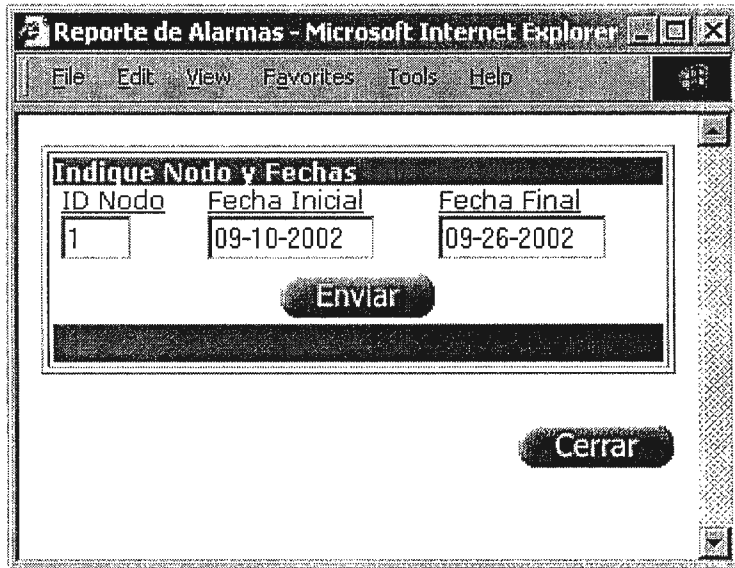 Reporte de Alarmas - Microsoft Internet Explorer
File Edit View Favorites Tools Help
Indique Nodo y Fechas
ID Nodo Fecha Inicial Fecha Final
1 09-10-2002 09-26-2002
Enviar
Cerrar